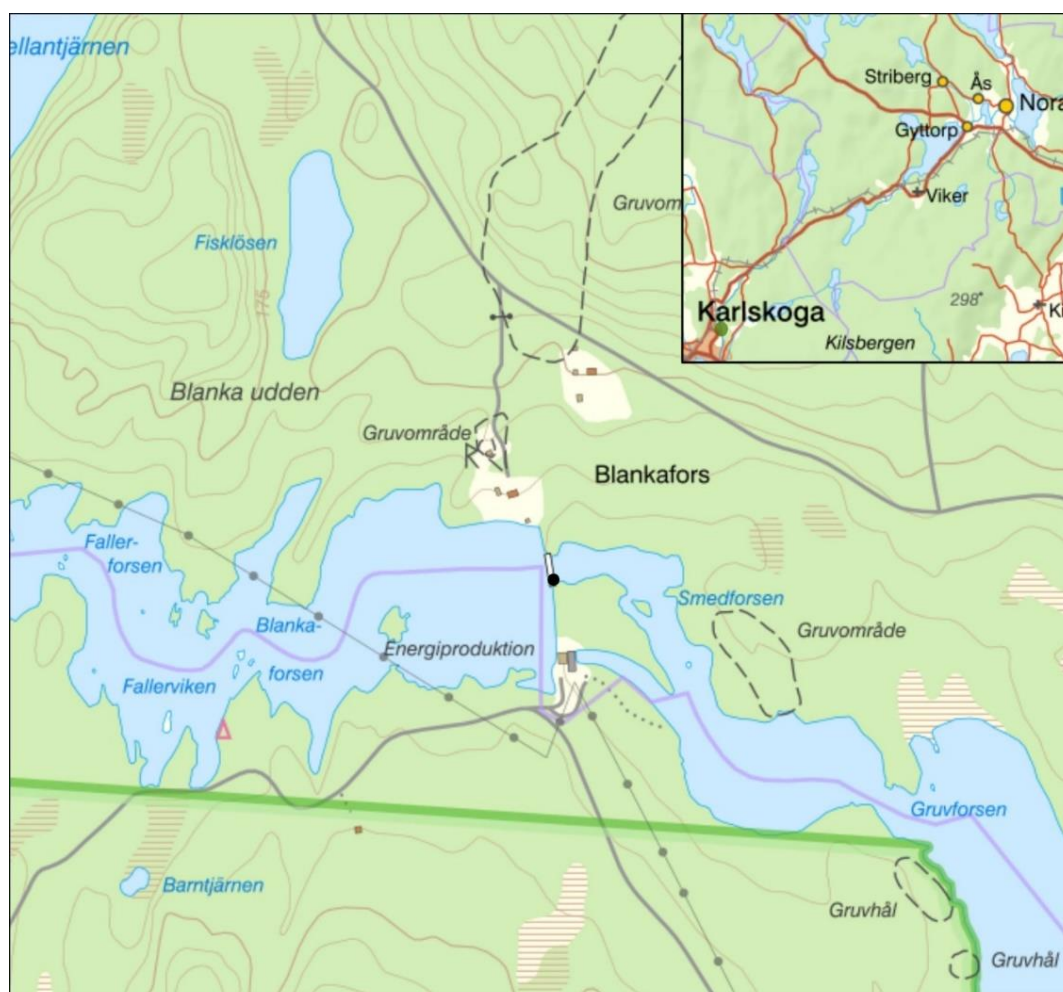 ellantjärnen
Striberg
Ås
Nora
Gyttorp
Viker
Karlskoga
298
Kilsbergen
Gruvom
Fisklösen
175
Blanka udden
Gruvområde
Blankafors
Faller-
forsen
Smedforsen
Blanka-
forsen
Energiproduktion
Gruvområde
Fallerviken
Gruvforsen
Barntjärnen
Gruvhål
Gruvhål